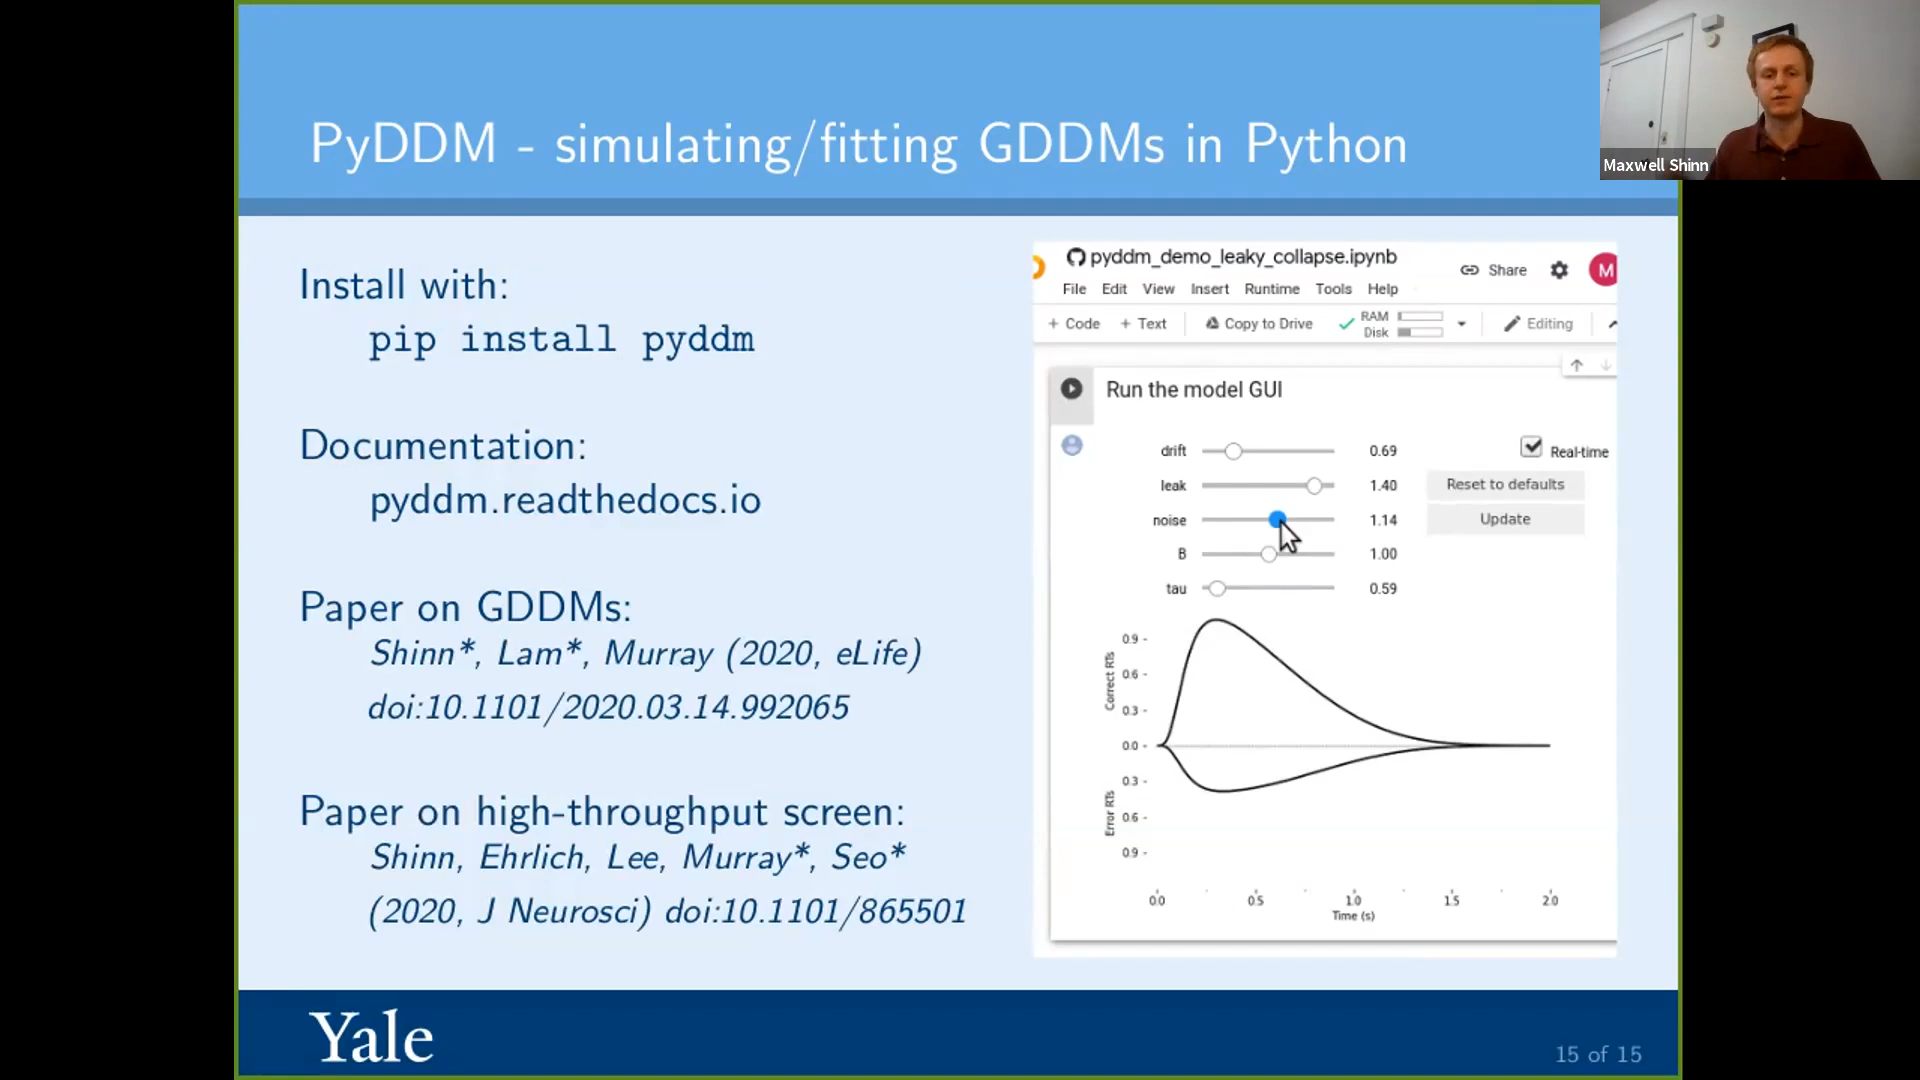 PyDDM - simulating/fitting GDDMs in Python
Maxwell Shinn
Install with:
pip install pyddm
Documentation:
pyddm.readthedocs.io
Paper on GDDMs:
Shinn*, Lam*, Murray (2020, eLife)
doi:10.1101/2020.03.14.992065
Paper on high-throughput screen:
Shinn, Ehrlich, Lee, Murray*, Seo*
(2020, J Neurosci) doi:10.1101/865501
pyddm_demo_leaky_collapse.ipynb
Share
M
File Edit View Insert Runtime Tools Help
+ Code + Text Copy to Drive RAM Disk Editing
Run the model GUI
drift 0.69 Real-time
leak 1.40 Reset to defaults
noise 1.14 Update
B 1.00
tau 0.59
Correct RTs
0.9
0.6
0.3
0.0
0.3
0.6
0.9
Error RTs
0.0 0.5 1.0 1.5 2.0
Time (s)
Yale
15 of 15